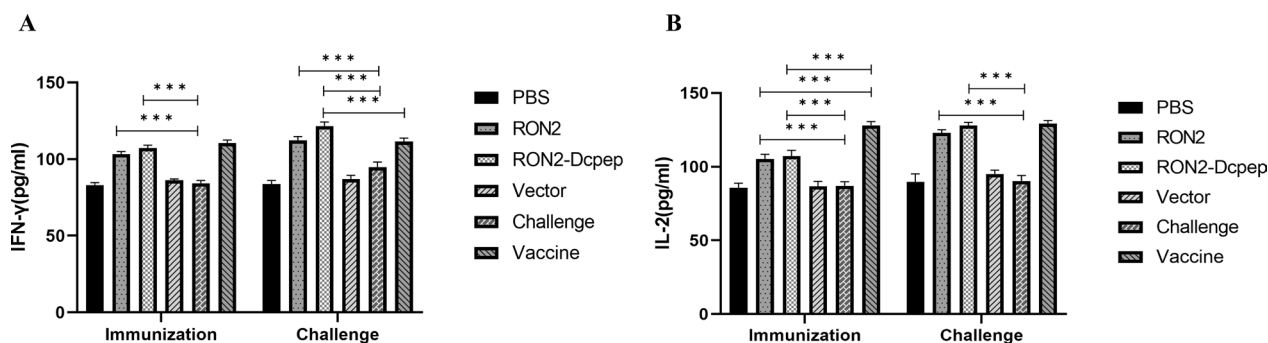 A
IFN-γ(pg/ml)
150
100
50
0
* * *
* * *
* * *
* * *
* * *
Immunization
Challenge
PBS
RON2
RON2-Dcpep
Vector
Challenge
Vaccine
B
IL-2(pg/ml)
150
100
50
0
* * *
* * *
* * *
* * *
* * *
* * *
Immunization
Challenge
PBS
RON2
RON2-Dcpep
Vector
Challenge
Vaccine